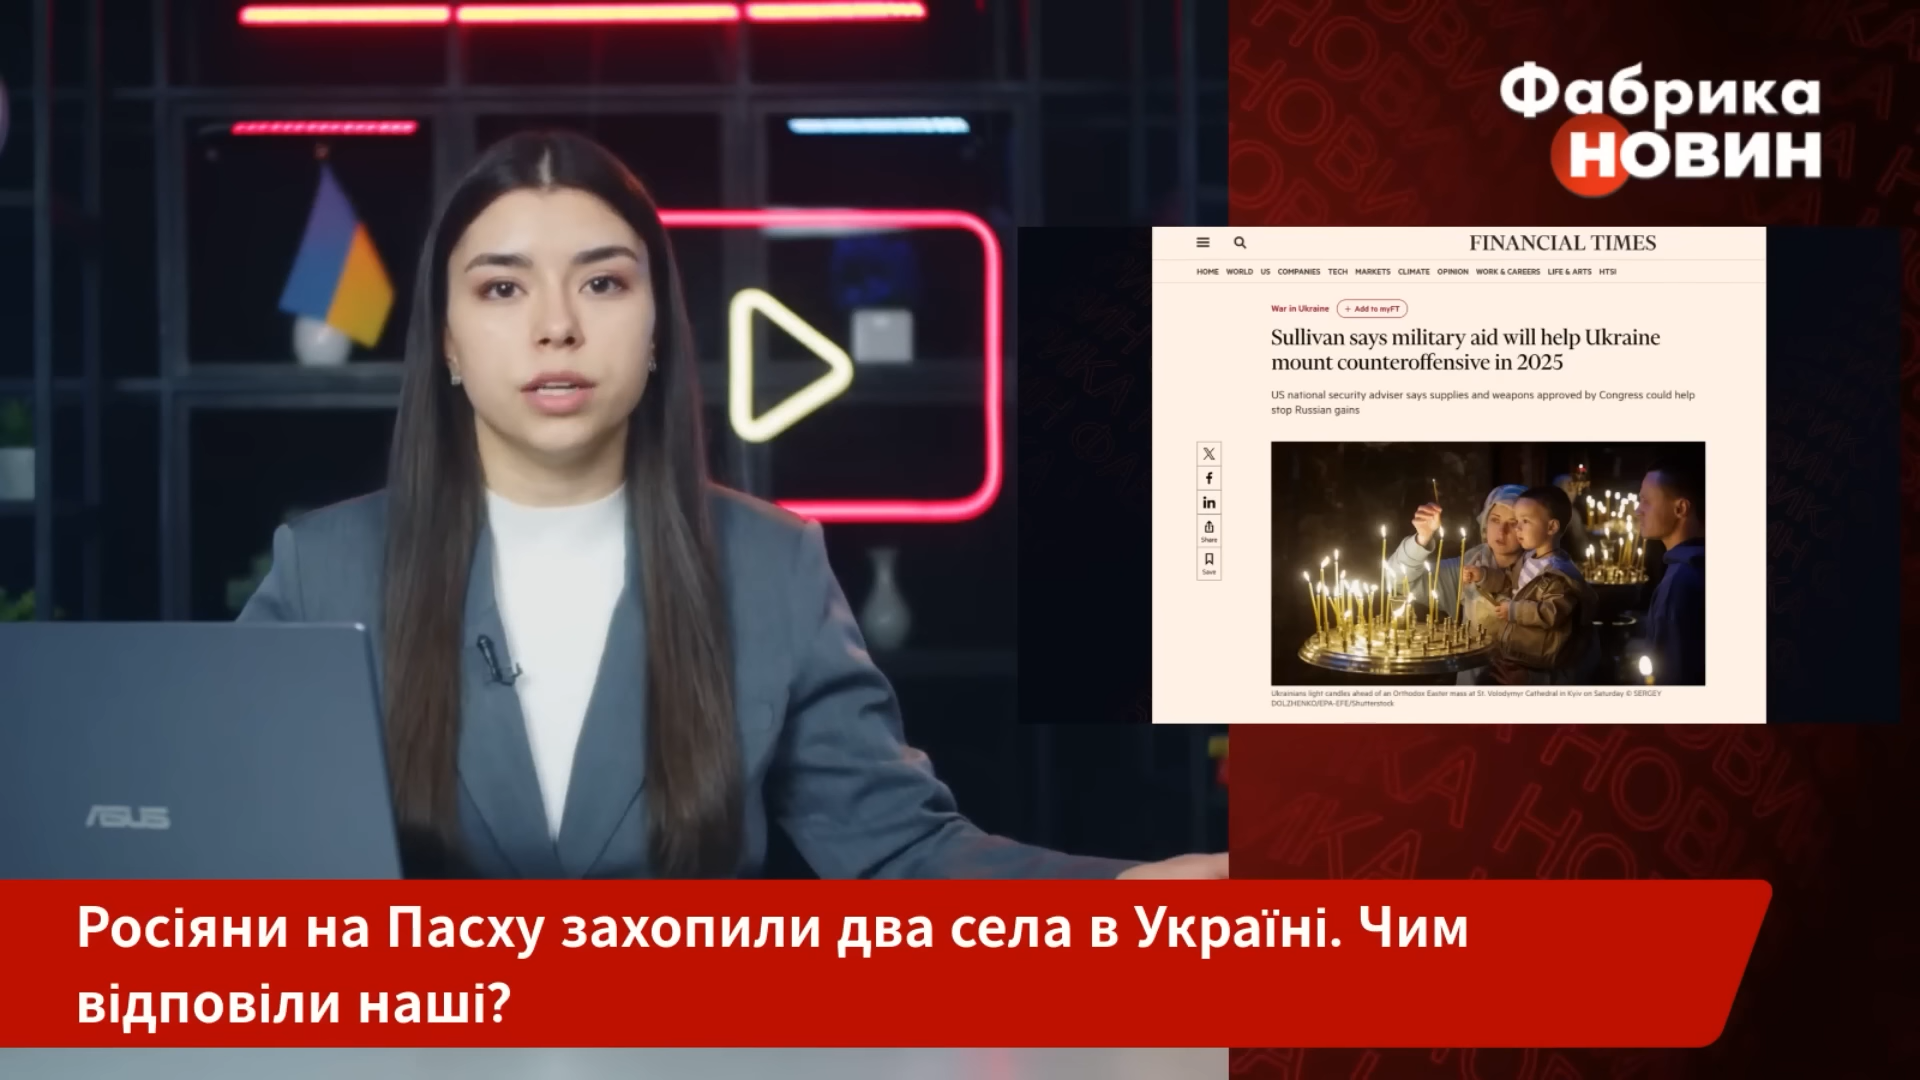 Фабрика
новин
FINANCIAL TIMES
HOME WORLD US COMPANIES TECH MARKETS CLIMATE OPINION WORK & CAREERS LIFE & ARTS HTSI
War in Ukraine + Add to myFT
Sullivan says military aid will help Ukraine
mount counteroffensive in 2025
US national security adviser says supplies and weapons approved by Congress could help
stop Russian gains
Share
Save
Ukrainians light candles ahead of an Orthodox Easter mass at St. Volodymyr Cathedral in Kyiv on Saturday © SERGEY
DOLZHENKO/EPA-EFE/Shutterstock
ASUS
Росіяни на Пасху захопили два села в Україні. Чим
відповіли наші?